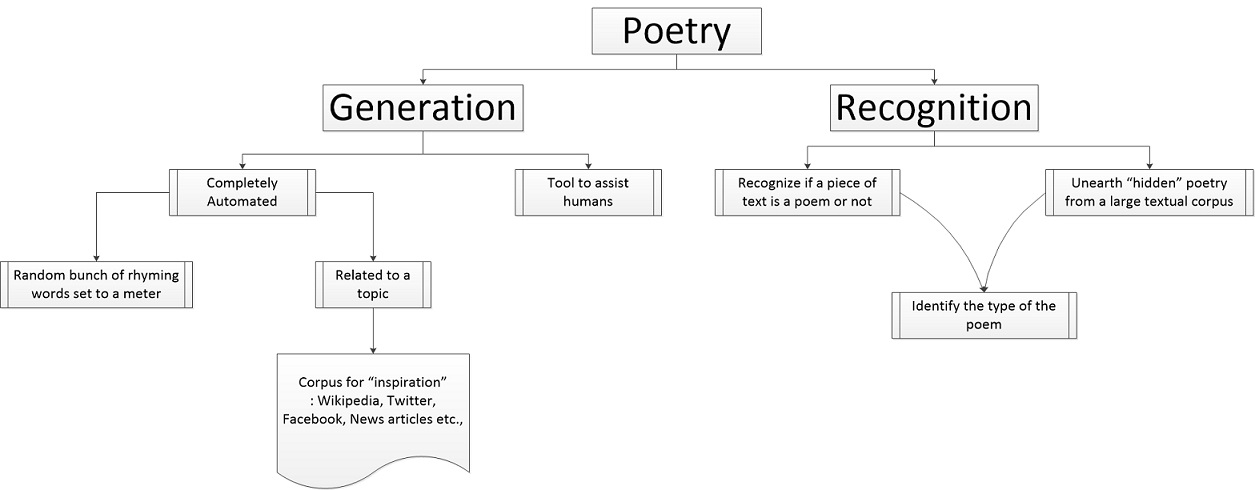 Poetry
Generation
Recognition
Completely
Automated
Tool to assist
humans
Recognize if a piece of
text is a poem or not
Unearth “hidden” poetry
from a large textual corpus
Random bunch of rhyming
words set to a meter
Related to a
topic
Identify the type of the
poem
Corpus for “inspiration”
: Wikipedia, Twitter,
Facebook, News articles etc.,